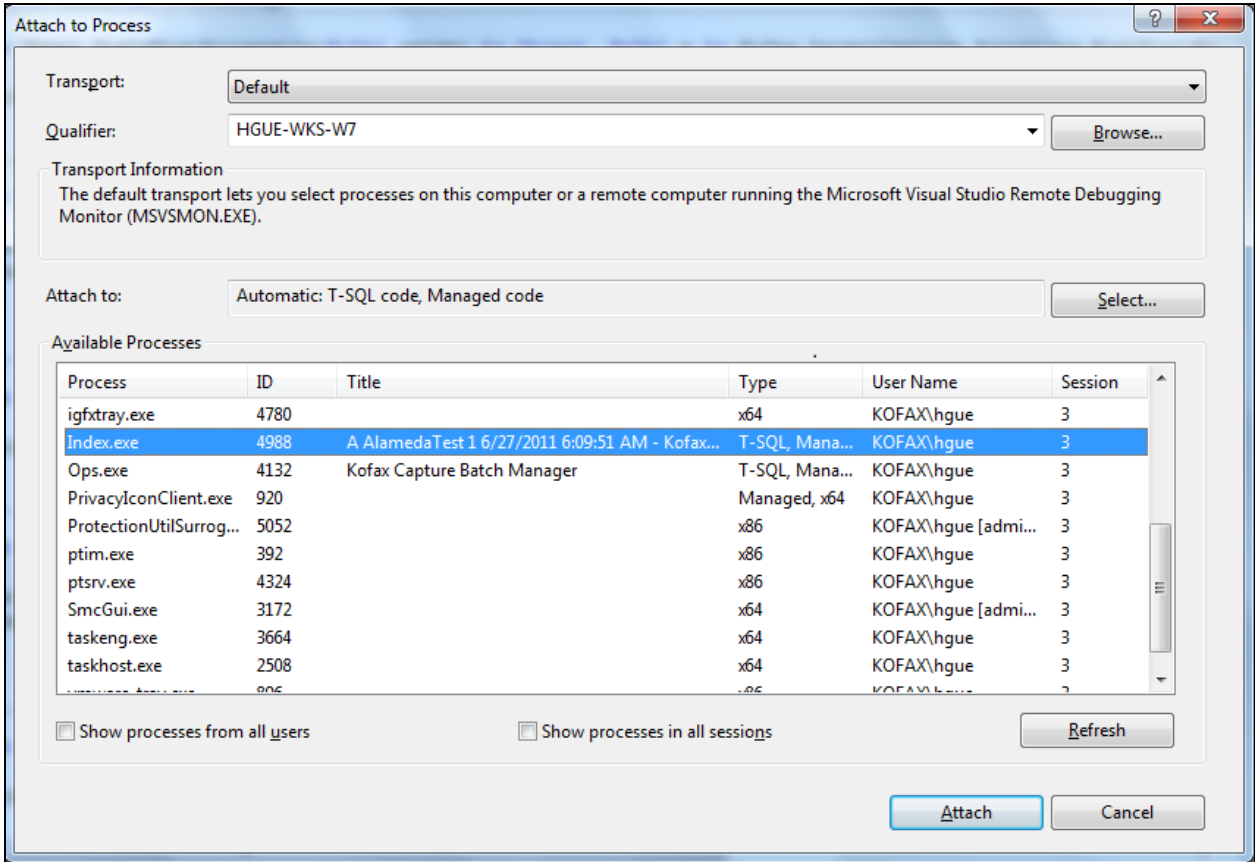 Attach to Process
Transport: Default
Qualifier: HGUE-WKS-W7 Browse...
Transport Information
The default transport lets you select processes on this computer or a remote computer running the Microsoft Visual Studio Remote Debugging
Monitor (MSVSMON.EXE).
Attach to: Automatic: T-SQL code, Managed code Select...
Available Processes
Process ID Title Type User Name Session
igfxtray.exe 4780 x64 KOFAX\hgue 3
Index.exe 4988 A AlamedaTest 1 6/27/2011 6:09:51 AM - Kofax... T-SQL, Mana... KOFAX\hgue 3
Ops.exe 4132 Kofax Capture Batch Manager T-SQL, Mana... KOFAX\hgue 3
PrivacyIconClient.exe 920 Managed, x64 KOFAX\hgue 3
ProtectionUtilSurrog... 5052 x86 KOFAX\hgue [admi... 3
ptim.exe 392 x86 KOFAX\hgue 3
ptsrv.exe 4324 x86 KOFAX\hgue 3
SmcGui.exe 3172 x64 KOFAX\hgue [admi... 3
taskeng.exe 3664 x64 KOFAX\hgue 3
taskhost.exe 2508 x64 KOFAX\hgue 3
Show processes from all users Show processes in all sessions Refresh
Attach Cancel